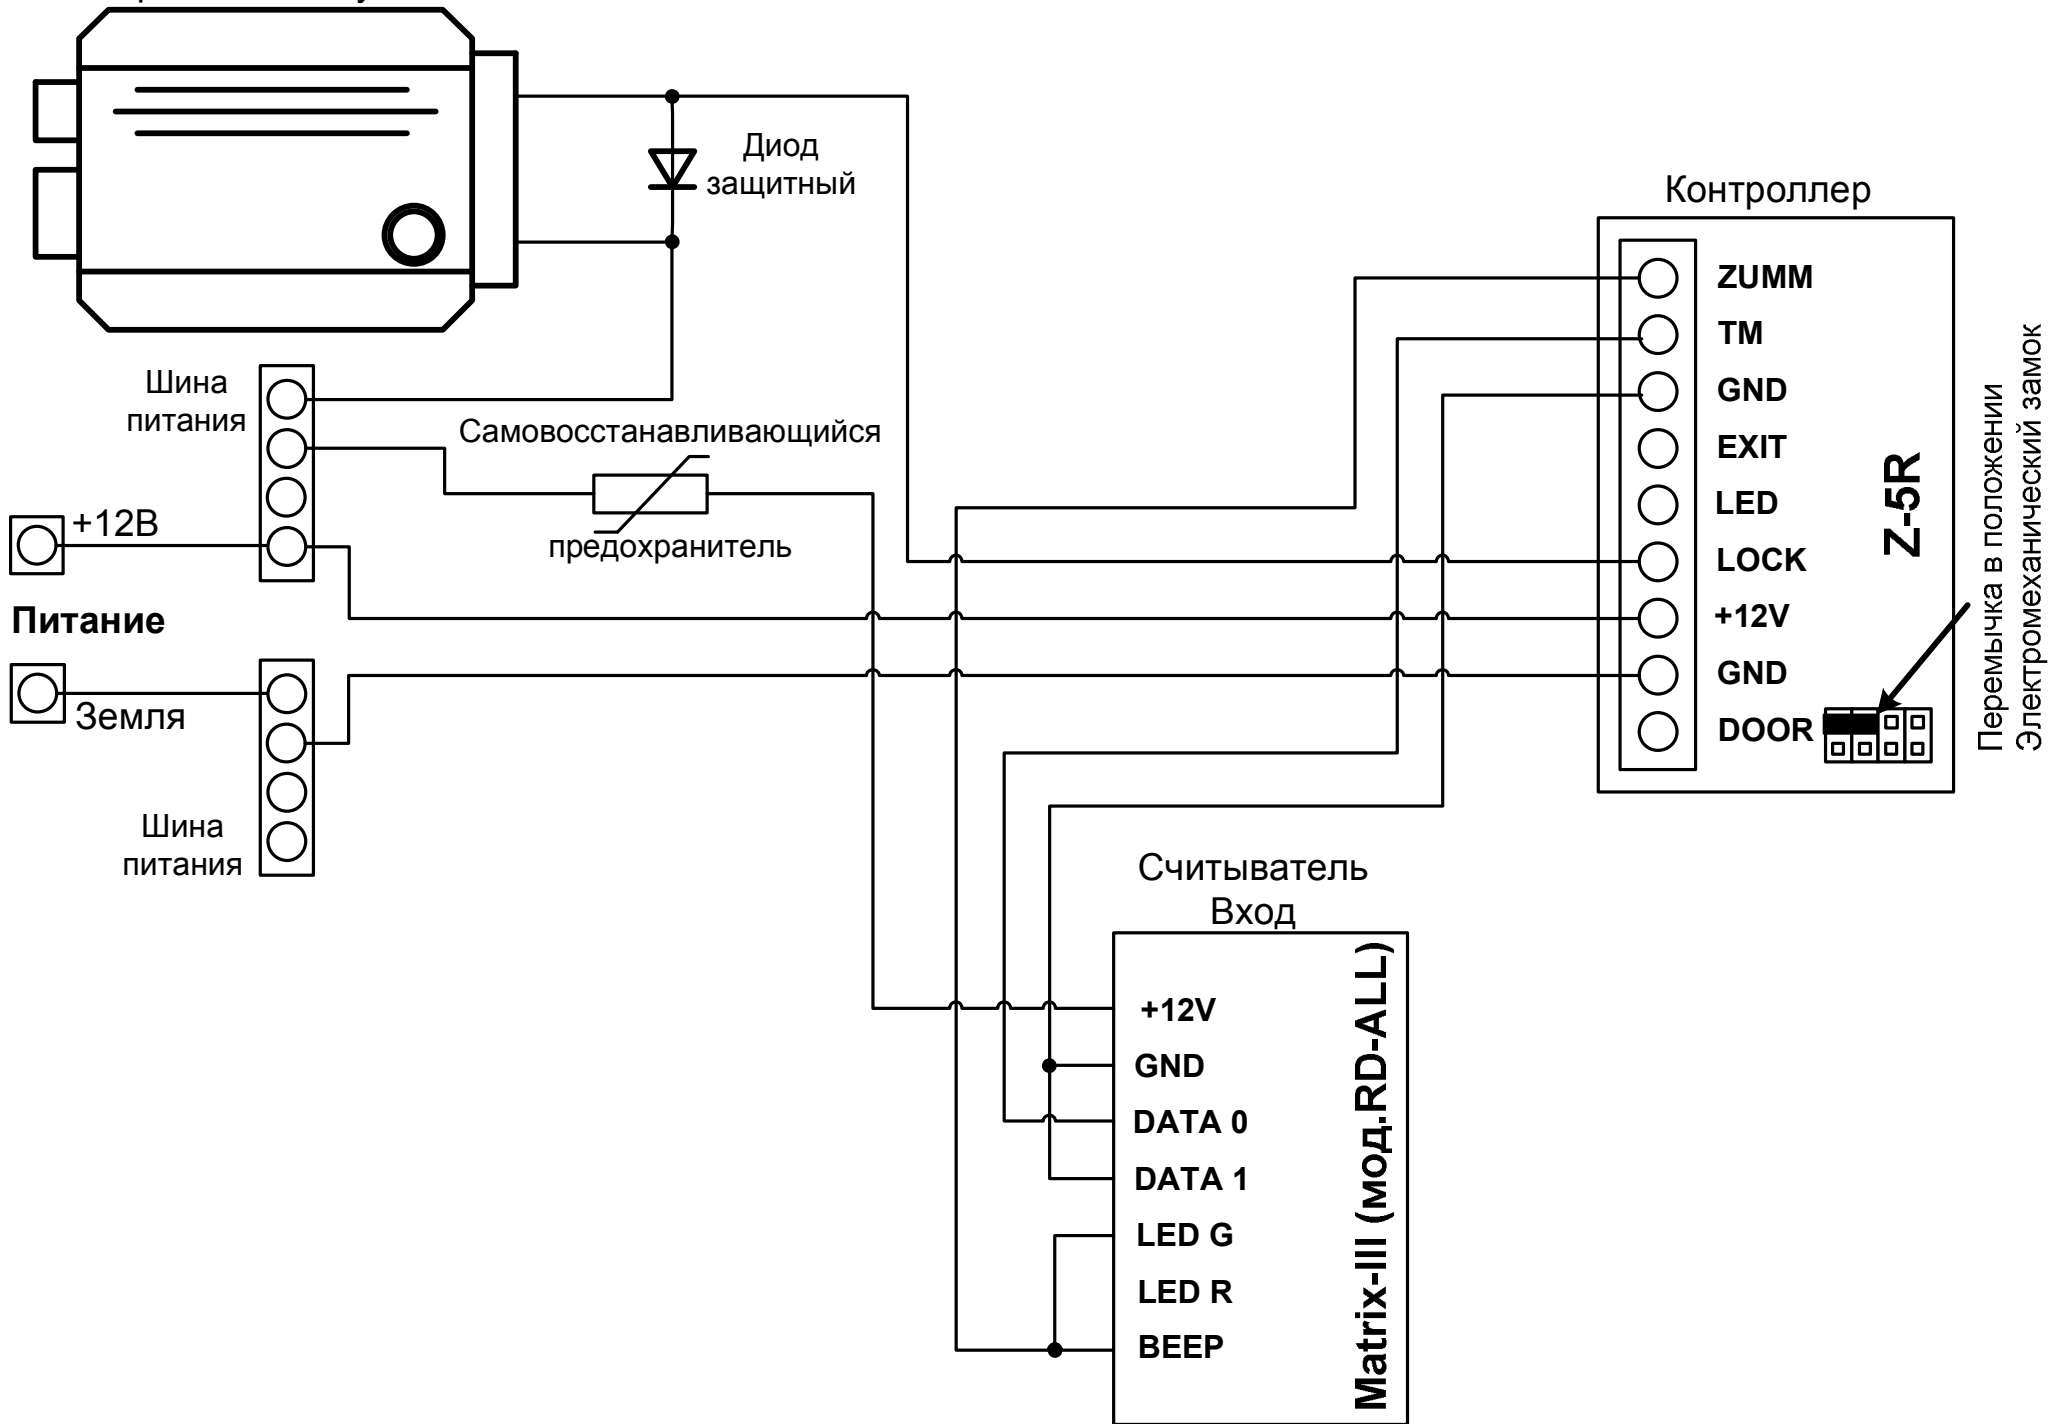 Диод
защитный
Контроллер
ZUMM
TM
GND
EXIT
LED
LOCK
+12V
GND
DOOR
Z-5R
Перемычка в положении
Электромеханический замок
Шина
питания
Самовосстанавливающийся
предохранитель
+12В
Питание
Земля
Шина
питания
Считыватель
Вход
+12V
GND
DATA 0
DATA 1
LED G
LED R
BEEP
Matrix-III (мод.RD-ALL)